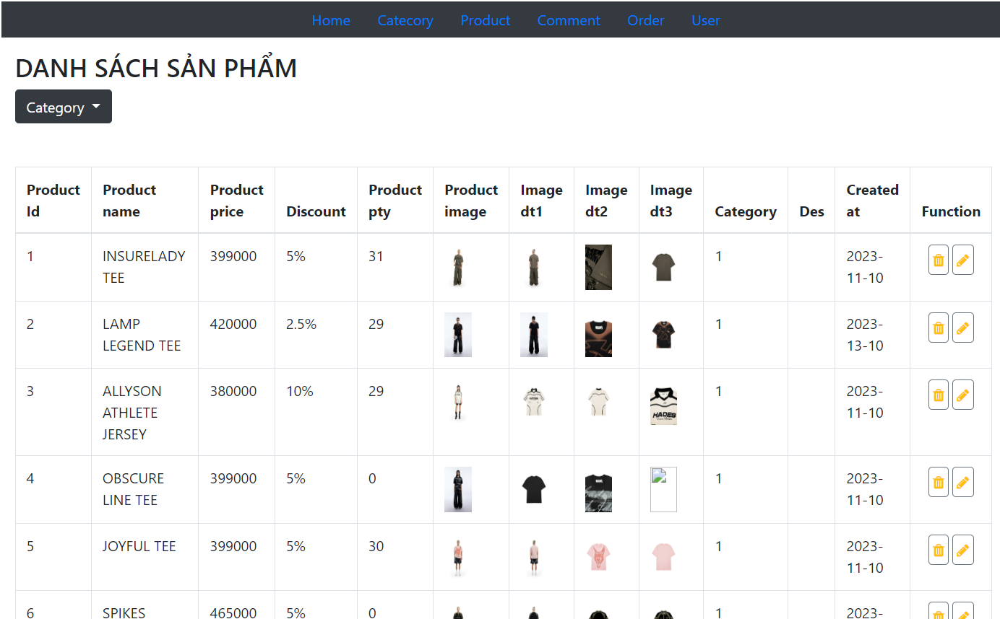 Home Catecory Product Comment Order User
DANH SÁCH SẢN PHẨM
Category
Product Id Product name Product price Discount Product pty Product image Image dt1 Image dt2 Image dt3 Category Des Created at Function
1 INSURELADY TEE 399000 5% 31 1 2023-11-10
2 LAMP LEGEND TEE 420000 2.5% 29 1 2023-13-10
3 ALLYSON ATHLETE JERSEY 380000 10% 29 HADES HADES 1 2023-11-10
4 OBSCURE LINE TEE 399000 5% 0 1 2023-11-10
5 JOYFUL TEE 399000 5% 30 1 2023-11-10
6 SPIKES 465000 5% 0 1 2023-